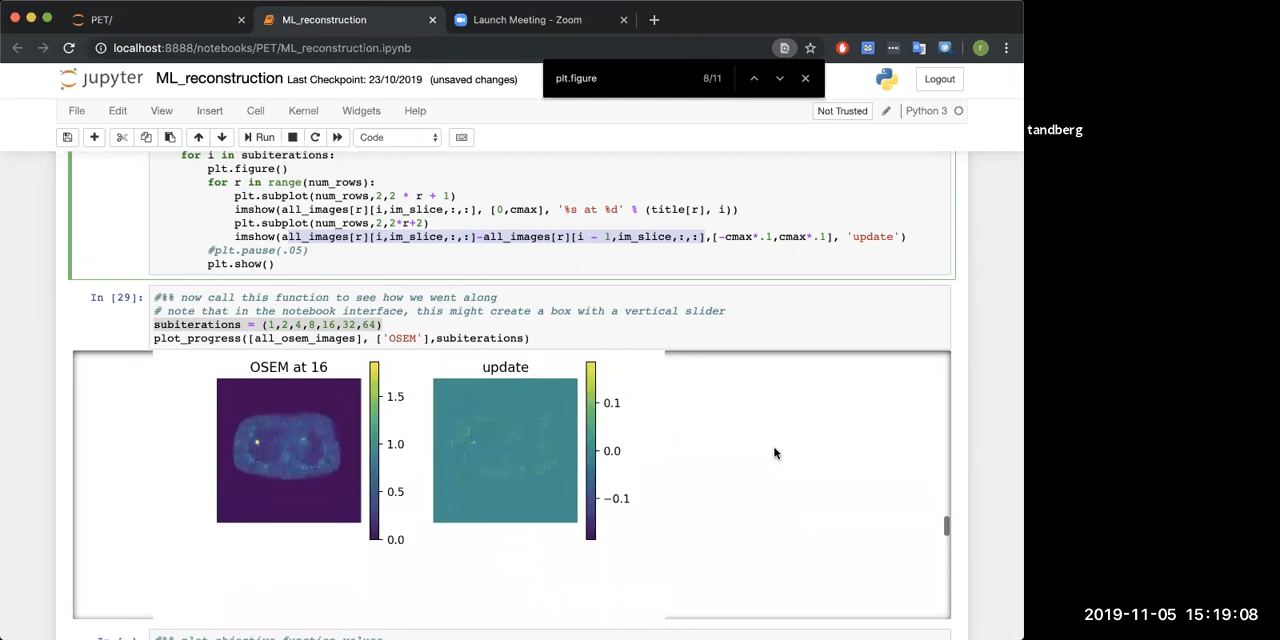 PET/
ML_reconstruction
Launch Meeting - Zoom
localhost:8888/notebooks/PET/ML_reconstruction.ipynb
r
jupyter ML_reconstruction Last Checkpoint: 23/10/2019 (unsaved changes)
plt.figure 8/11
Logout
File Edit View Insert Cell Kernel Widgets Help
Not Trusted
Python 3
Run
Code
for i in subiterations:
plt.figure()
for r in range(num_rows):
plt.subplot(num_rows,2,2 * r + 1)
imshow(all_images[r][i,im_slice,:,:], [0,cmax], '%s at %d' % (title[r], i))
plt.subplot(num_rows,2,2*r+2)
imshow(all_images[r][i,im_slice,:,:]-all_images[r][i - 1,im_slice,:,:],[-cmax*.1,cmax*.1], 'update')
#plt.pause(.05)
plt.show()
In [29]:
#%% now call this function to see how we went along
# note that in the notebook interface, this might create a box with a vertical slider
subiterations = (1,2,4,8,16,32,64)
plot_progress([all_osem_images], ['OSEM'],subiterations)
OSEM at 16
1.5
1.0
0.5
0.0
update
0.1
0.0
−0.1
#%% plot objective function values
tandberg
2019-11-05 15:19:08